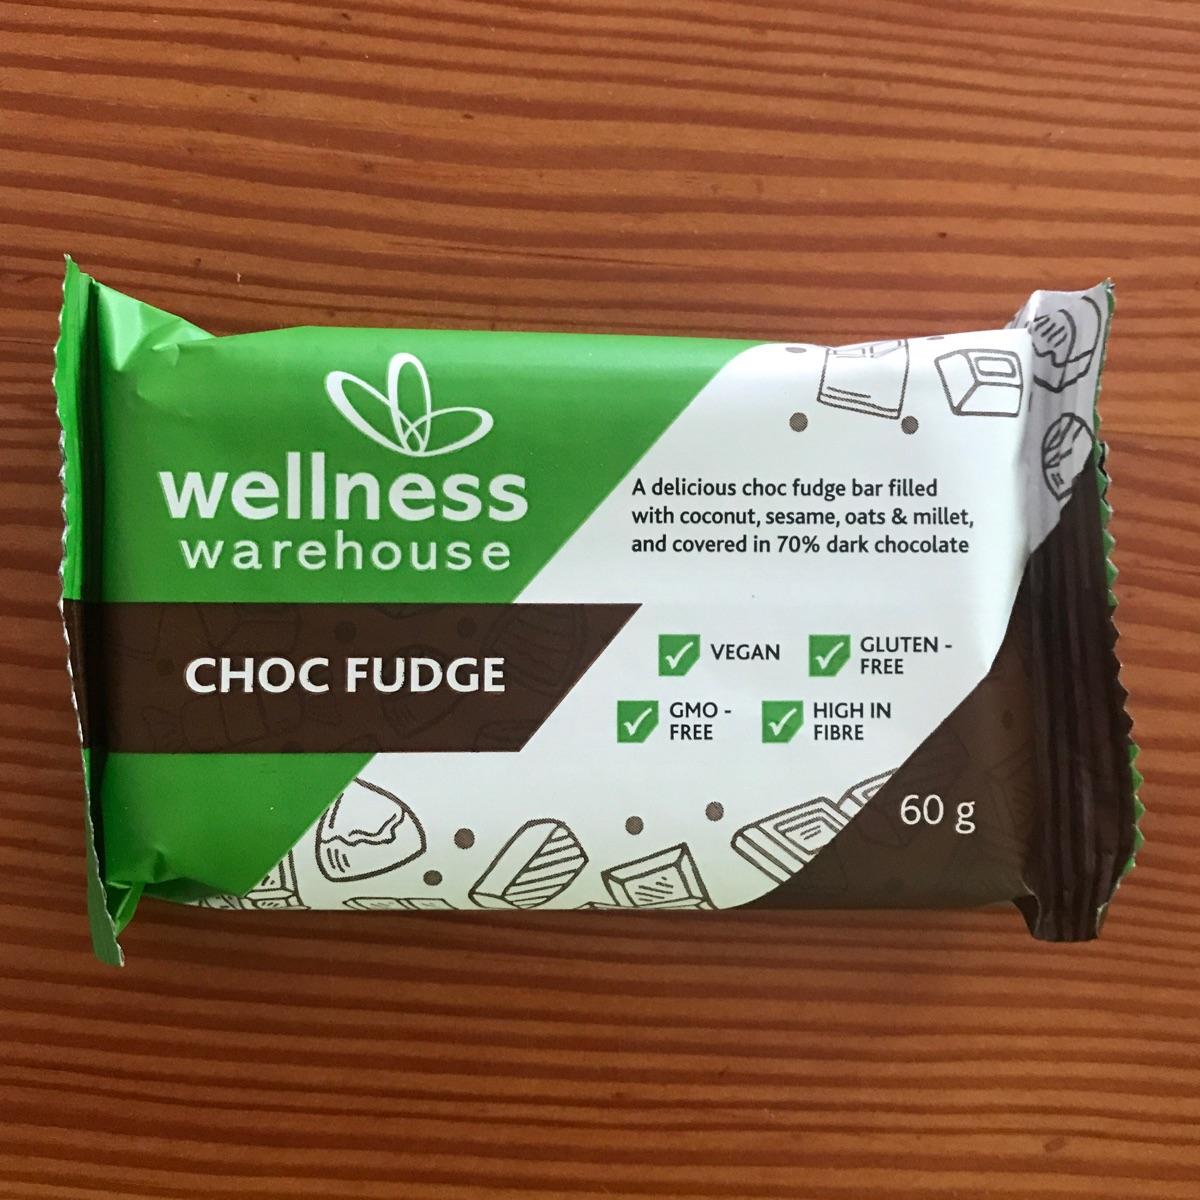 wellness
warehouse
CHOC FUDGE
A delicious choc fudge bar filled
with coconut, sesame, oats & millet,
and covered in 70% dark chocolate
VEGAN
GLUTEN -
FREE
GMO -
FREE
HIGH IN
FIBRE
60 g